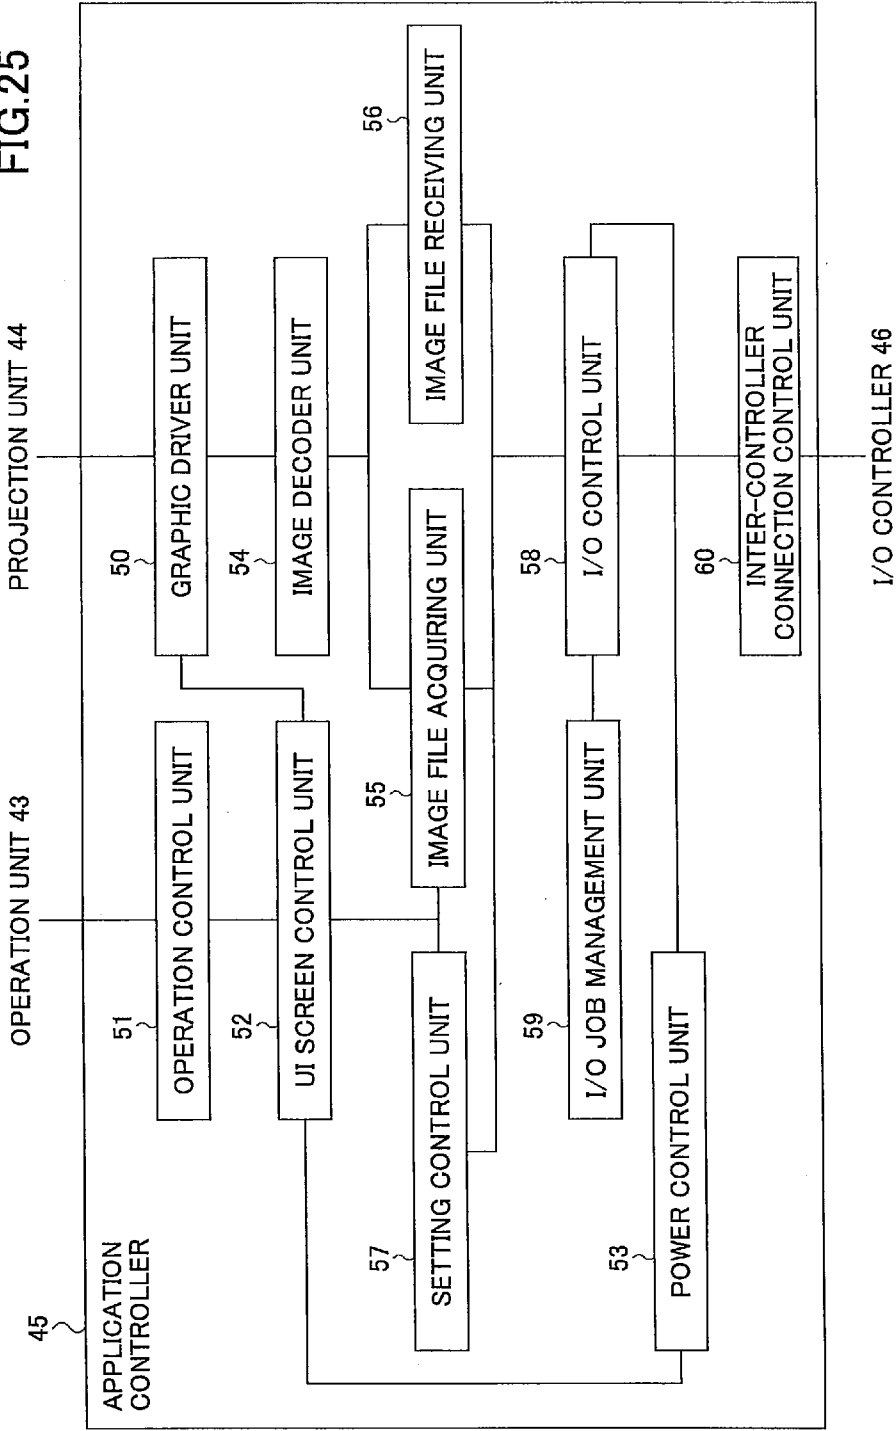 FIG.25
OPERATION UNIT 43
PROJECTION UNIT 44
45
APPLICATION
CONTROLLER
51
OPERATION CONTROL UNIT
50
GRAPHIC DRIVER UNIT
52
UI SCREEN CONTROL UNIT
54
IMAGE DECODER UNIT
57
SETTING CONTROL UNIT
55
IMAGE FILE ACQUIRING UNIT
56
IMAGE FILE RECEIVING UNIT
59
I/O JOB MANAGEMENT UNIT
58
I/O CONTROL UNIT
53
POWER CONTROL UNIT
60
INTER-CONTROLLER
CONNECTION CONTROL UNIT
I/O CONTROLLER 46